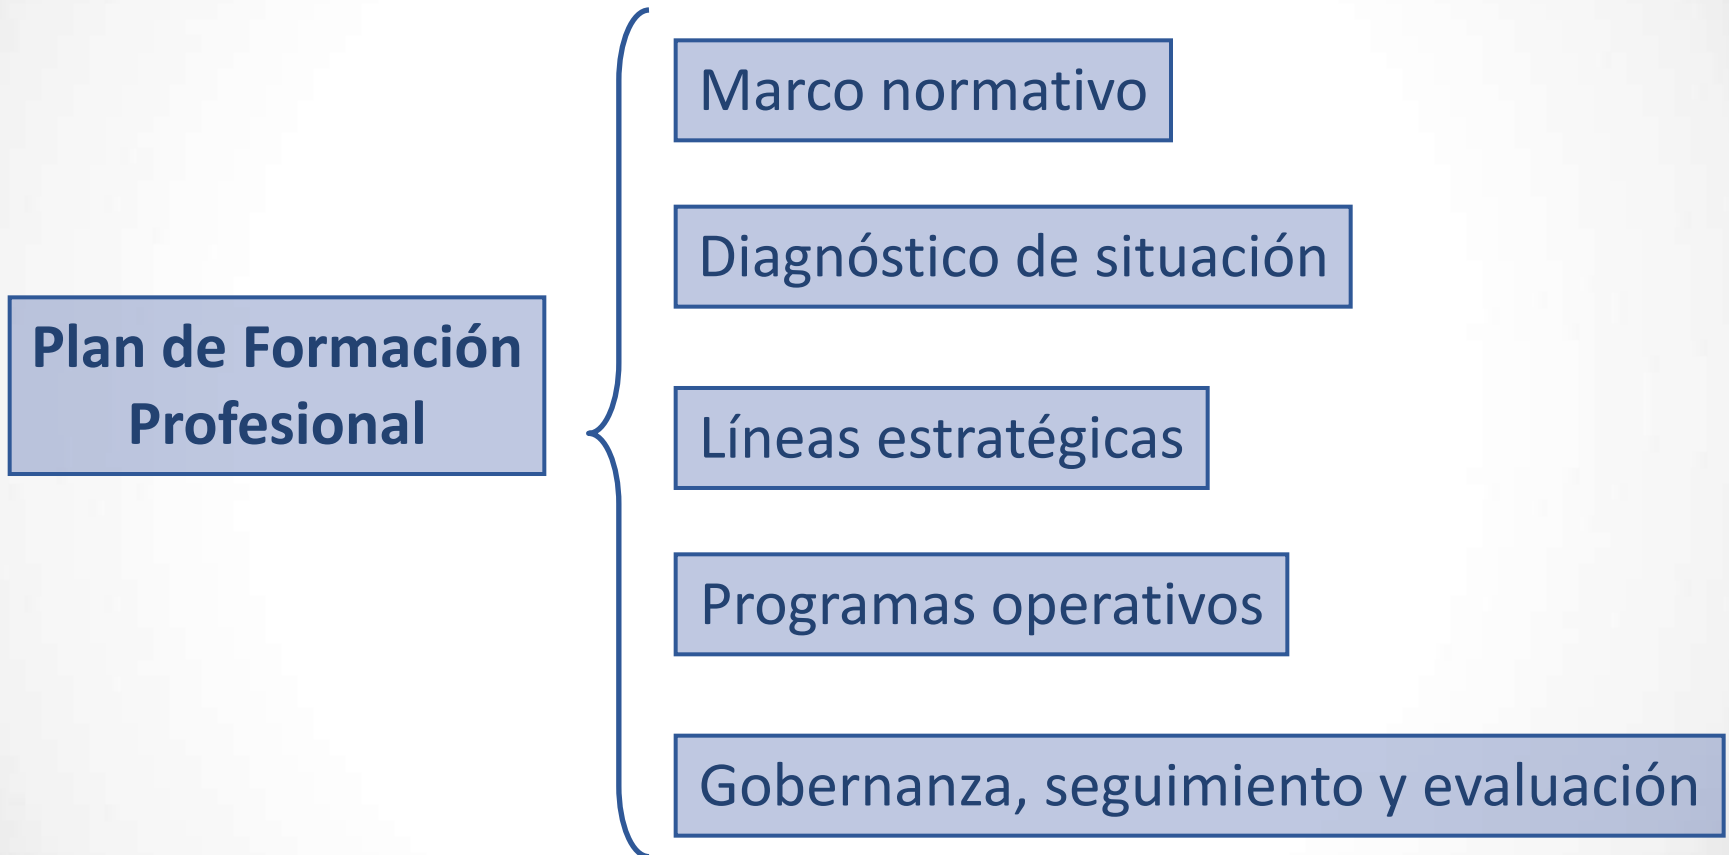 Plan de Formación
Profesional
Marco normativo
Diagnóstico de situación
Líneas estratégicas
Programas operativos
Gobernanza, seguimiento y evaluación